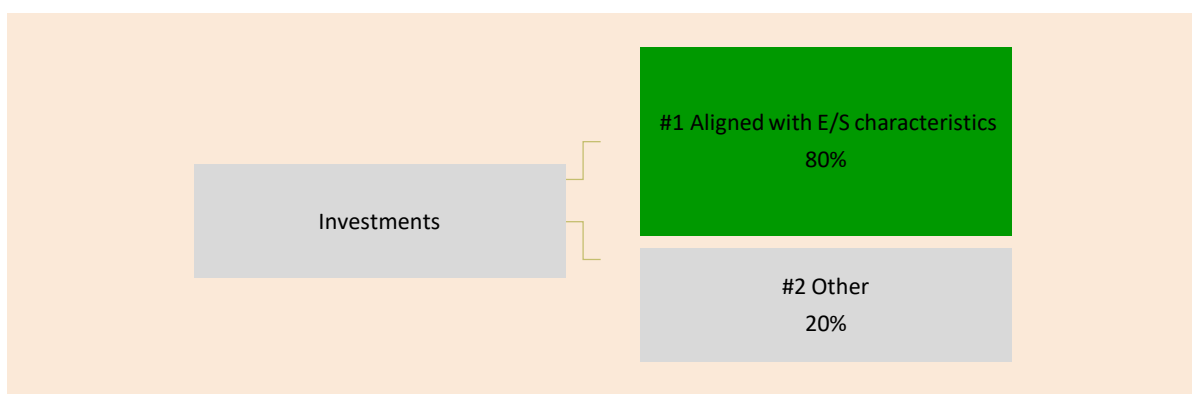 Investments
#1 Aligned with E/S characteristics
80%
#2 Other
20%